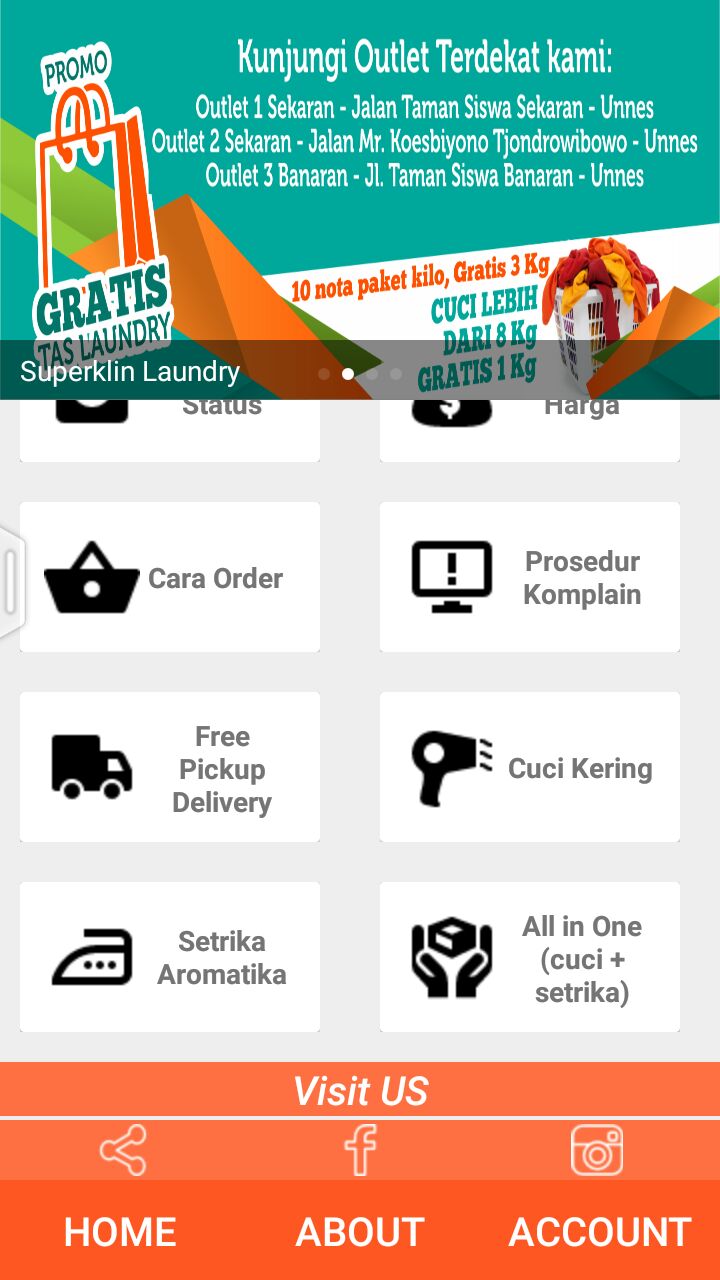 PROMO
GRATIS
TAS LAUNDRY
Kunjungi Outlet Terdekat kami:
Outlet 1 Sekaran - Jalan Taman Siswa Sekaran - Unnes
Outlet 2 Sekaran - Jalan Mr. Koesbiyono Tjondrowibowo - Unnes
Outlet 3 Banaran - Jl. Taman Siswa Banaran - Unnes
10 nota paket kilo, Gratis 3 Kg
CUCI LEBIH
DARI 8 Kg
GRATIS 1 Kg
Superklin Laundry
Status
Harga
Cara Order
Prosedur
Komplain
Free
Pickup
Delivery
Cuci Kering
Setrika
Aromatika
All in One
(cuci +
setrika)
Visit US
HOME
ABOUT
ACCOUNT